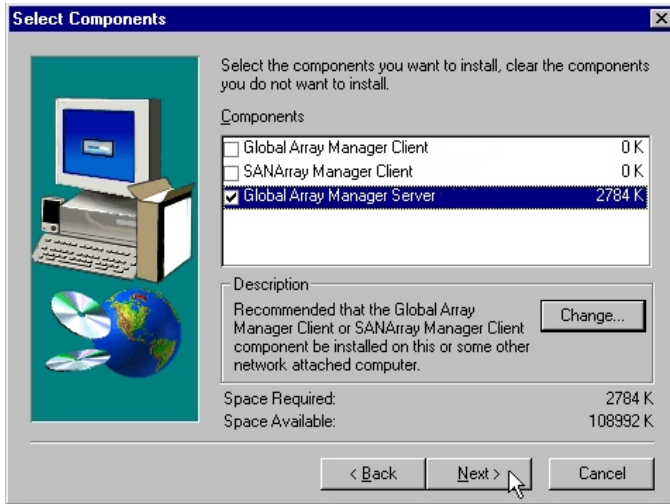 Select Components
Select the components you want to install, clear the components
you do not want to install.
Components
Global Array Manager Client 0 K
SANArray Manager Client 0 K
Global Array Manager Server 2784 K
Description
Recommended that the Global Array
Manager Client or SANArray Manager Client
component be installed on this or some other
network attached computer.
Change...
Space Required: 2784 K
Space Available: 108992 K
< Back Next > Cancel